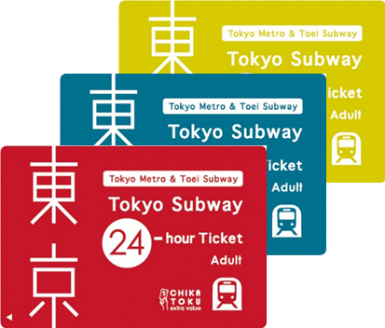 東
Tokyo Metro & Toei Subway
Tokyo Subway
Ticket
Adult
東
Tokyo Metro & Toei Subway
Tokyo Subway
Ticket
Adult
東京
Tokyo Metro & Toei Subway
Tokyo Subway
24-hour Ticket
Adult
CHIKA
TOKU
extra value